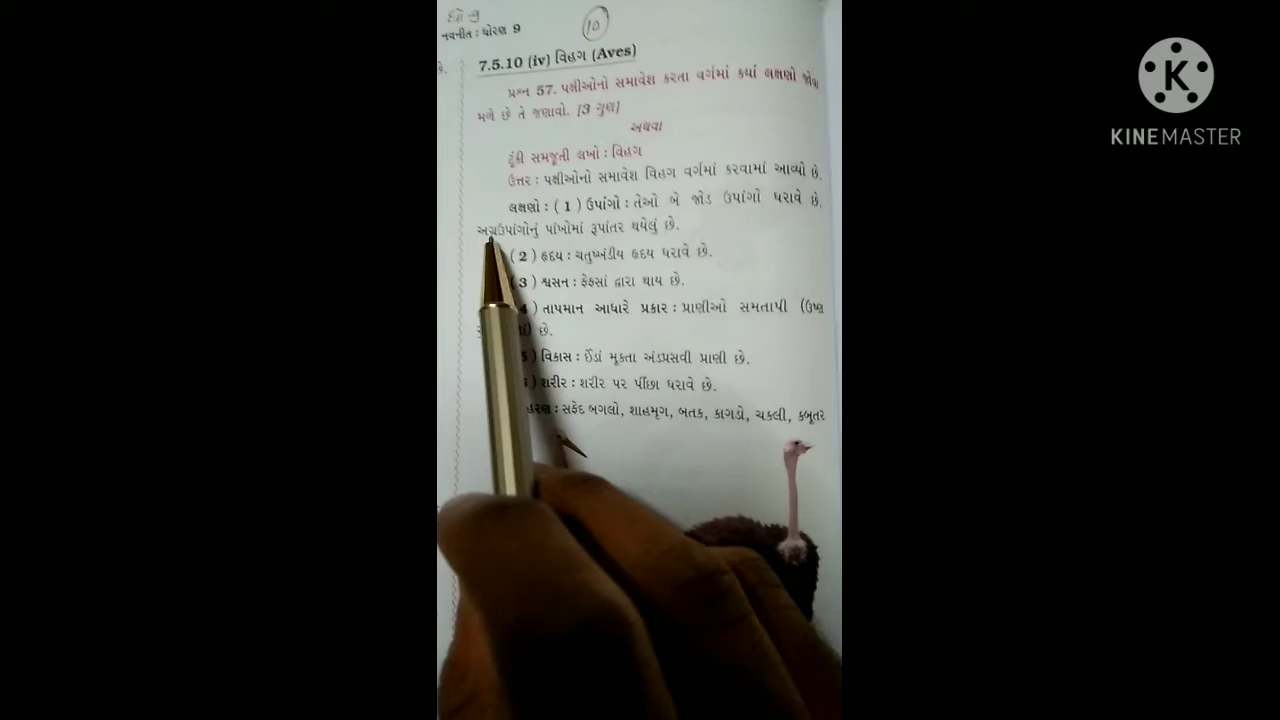 ધો-9
10
નવનીત : ધોરણ 9
છે.
7.5.10 (iv) વિહગ (Aves)
પ્રશ્ન 57. પક્ષીઓનો સમાવેશ કરતા વર્ગમાં કયાં લક્ષણો જોવા
મળે છે તે જણાવો. [3 ગુણ]
અથવા
ટૂંકી સમજૂતી લખો : વિહગ
ઉત્તર : પક્ષીઓનો સમાવેશ વિહગ વર્ગમાં કરવામાં આવ્યો છે.
લક્ષણો : ( 1 ) ઉપાંગો : તેઓ બે જોડ ઉપાંગો ધરાવે છે.
અગ્રઉપાંગોનું પાંખોમાં રૂપાંતર થયેલું છે.
( 2 ) હૃદય : ચતુષ્ખંડીય હૃદય ધરાવે છે.
3 ) શ્વસન : ફેફસાં દ્વારા થાય છે.
4 ) તાપમાન આધારે પ્રકાર : પ્રાણીઓ સમતાપી (ઉષ્ણ
છે.
5 ) વિકાસ : ઈંડાં મૂકતા અંડપ્રસવી પ્રાણી છે.
) શરીર : શરીર પર પીંછા ધરાવે છે.
હરણ : સફેદ બગલો, શાહમૃગ, બતક, કાગડો, ચકલી, કબૂતર
K
KINEMASTER